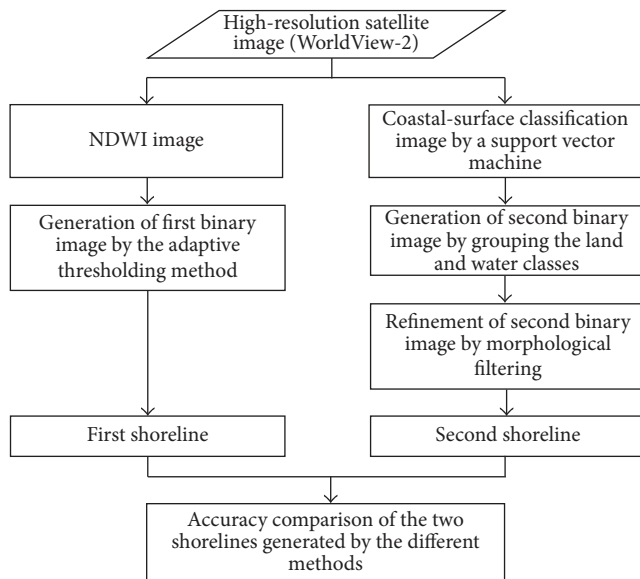 High-resolution satellite
image (WorldView-2)
NDWI image
Generation of first binary
image by the adaptive
thresholding method
First shoreline
Coastal-surface classification
image by a support vector
machine
Generation of second binary
image by grouping the land
and water classes
Refinement of second binary
image by morphological
filtering
Second shoreline
Accuracy comparison of the two
shorelines generated by the different
methods